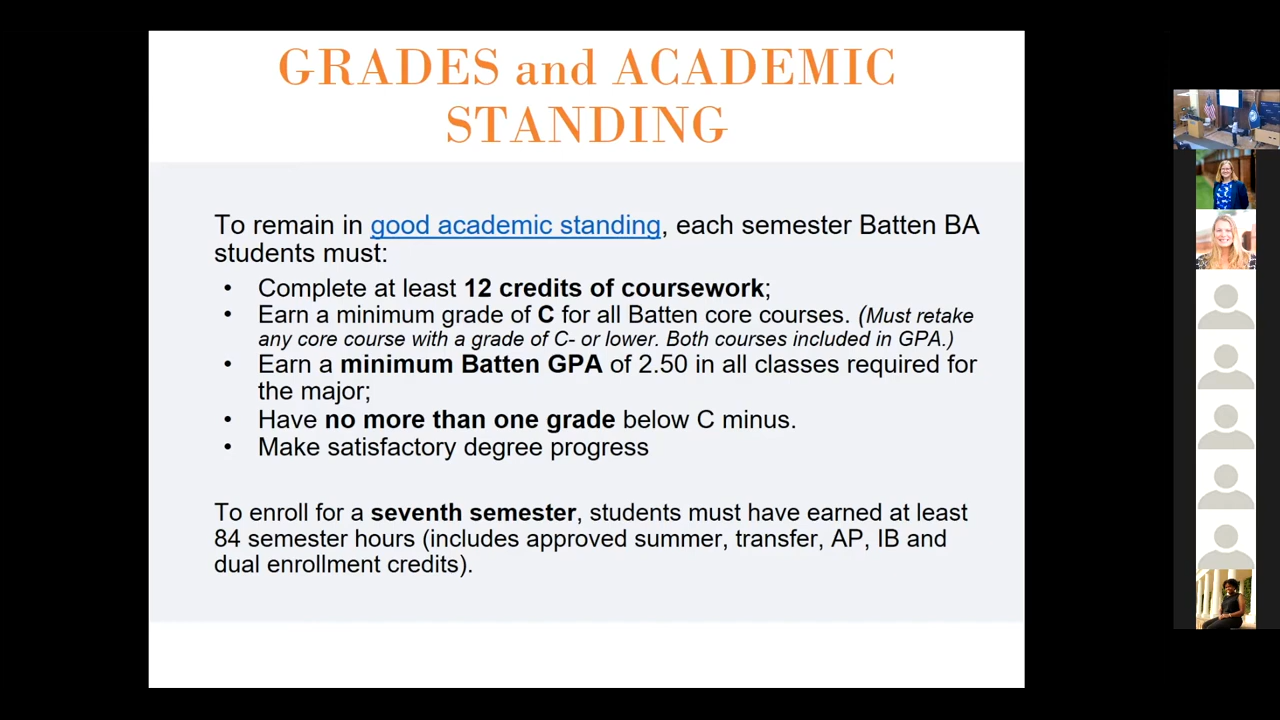 GRADES and ACADEMIC
STANDING
To remain in good academic standing, each semester Batten BA
students must:
• Complete at least 12 credits of coursework;
• Earn a minimum grade of C for all Batten core courses. (Must retake
any core course with a grade of C- or lower. Both courses included in GPA.)
• Earn a minimum Batten GPA of 2.50 in all classes required for
the major;
• Have no more than one grade below C minus.
• Make satisfactory degree progress
To enroll for a seventh semester, students must have earned at least
84 semester hours (includes approved summer, transfer, AP, IB and
dual enrollment credits).